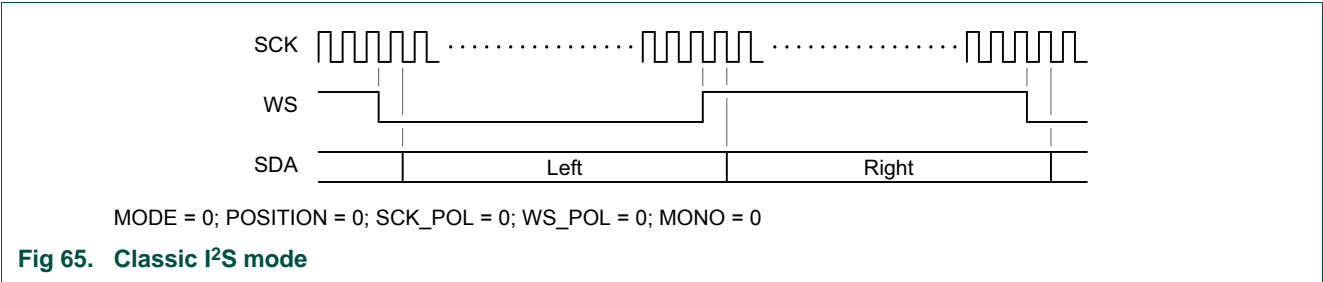 SCK
WS
SDA Left Right
MODE = 0; POSITION = 0; SCK_POL = 0; WS_POL = 0; MONO = 0
Fig 65. Classic I²S mode